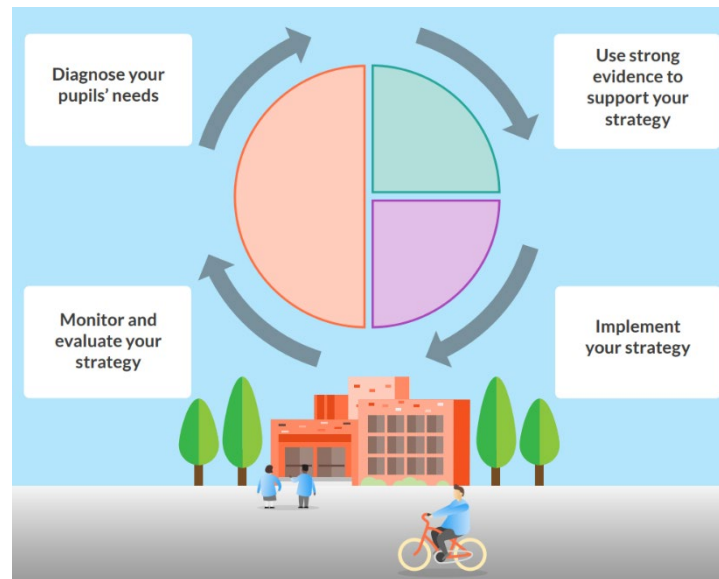 Diagnose your
pupils’ needs
Use strong
evidence to
support your
strategy
Monitor and
evaluate your
strategy
Implement
your strategy